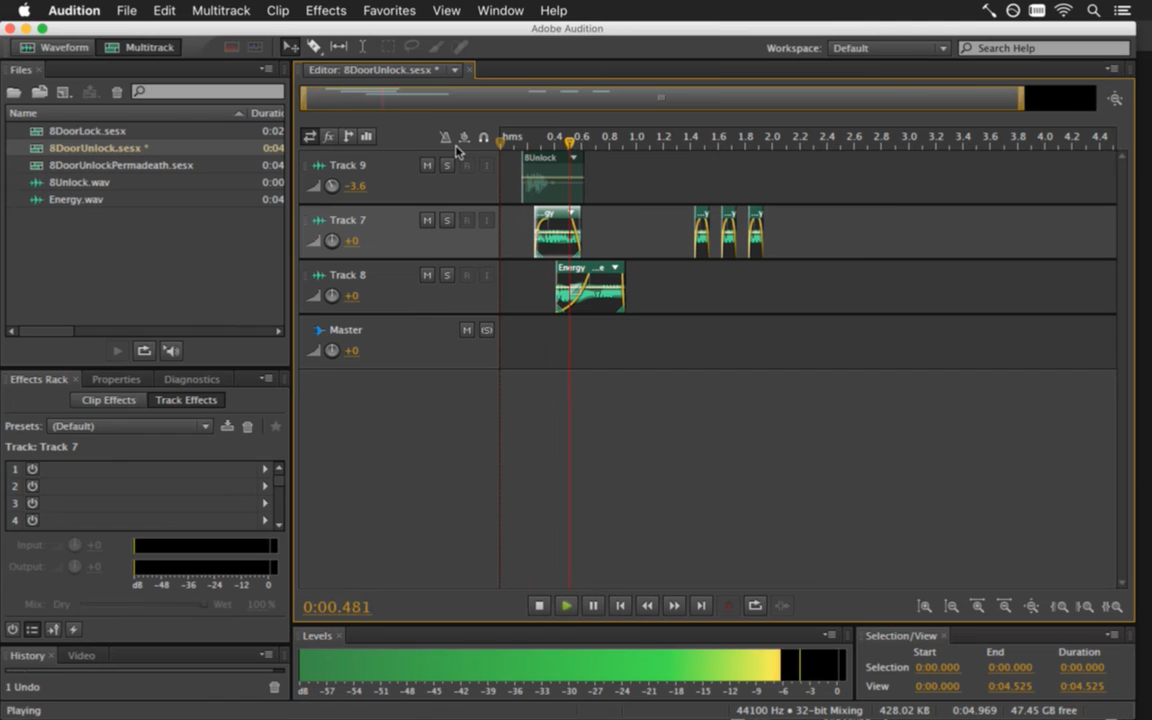 Audition File Edit Multitrack Clip Effects Favorites View Window Help
Adobe Audition
Waveform Multitrack Workspace: Default Search Help
Files × Editor: 8DoorUnlock.sesx * ×
Name Duratic
8DoorLock.sesx 0:02
8DoorUnlock.sesx * 0:04
8DoorUnlockPermadeath.sesx 0:04
8Unlock.wav 0:00
Energy.wav 0:04
fx hms 0.4 0.6 0.8 1.0 1.2 1.4 1.6 1.8 2.0 2.2 2.4 2.6 2.8 3.0 3.2 3.4 3.6 3.8 4.0 4.2 4.4
Track 9 M S R I 8Unlock
-3.6
Track 7 M S R I ...gy ...y ...y ...y
+0
Track 8 M S R I Energy ...e
+0
Master M (S)
+0
Effects Rack × Properties Diagnostics
Clip Effects Track Effects
Presets: (Default)
Track: Track 7
1
2
3
4
Input: +0
Output: +0
dB -48 -36 -24 -12 0
Mix: Dry Wet 100 %
0:00.481
History × Video
1 Undo
Levels ×
dB -57 -54 -51 -48 -45 -42 -39 -36 -33 -30 -27 -24 -21 -18 -15 -12 -9 -6 -3 0
Selection/View ×
Start End Duration
Selection 0:00.000 0:00.000 0:00.000
View 0:00.000 0:04.525 0:04.525
Playing 44100 Hz • 32-bit Mixing 428.02 KB 0:04.969 47.45 GB free